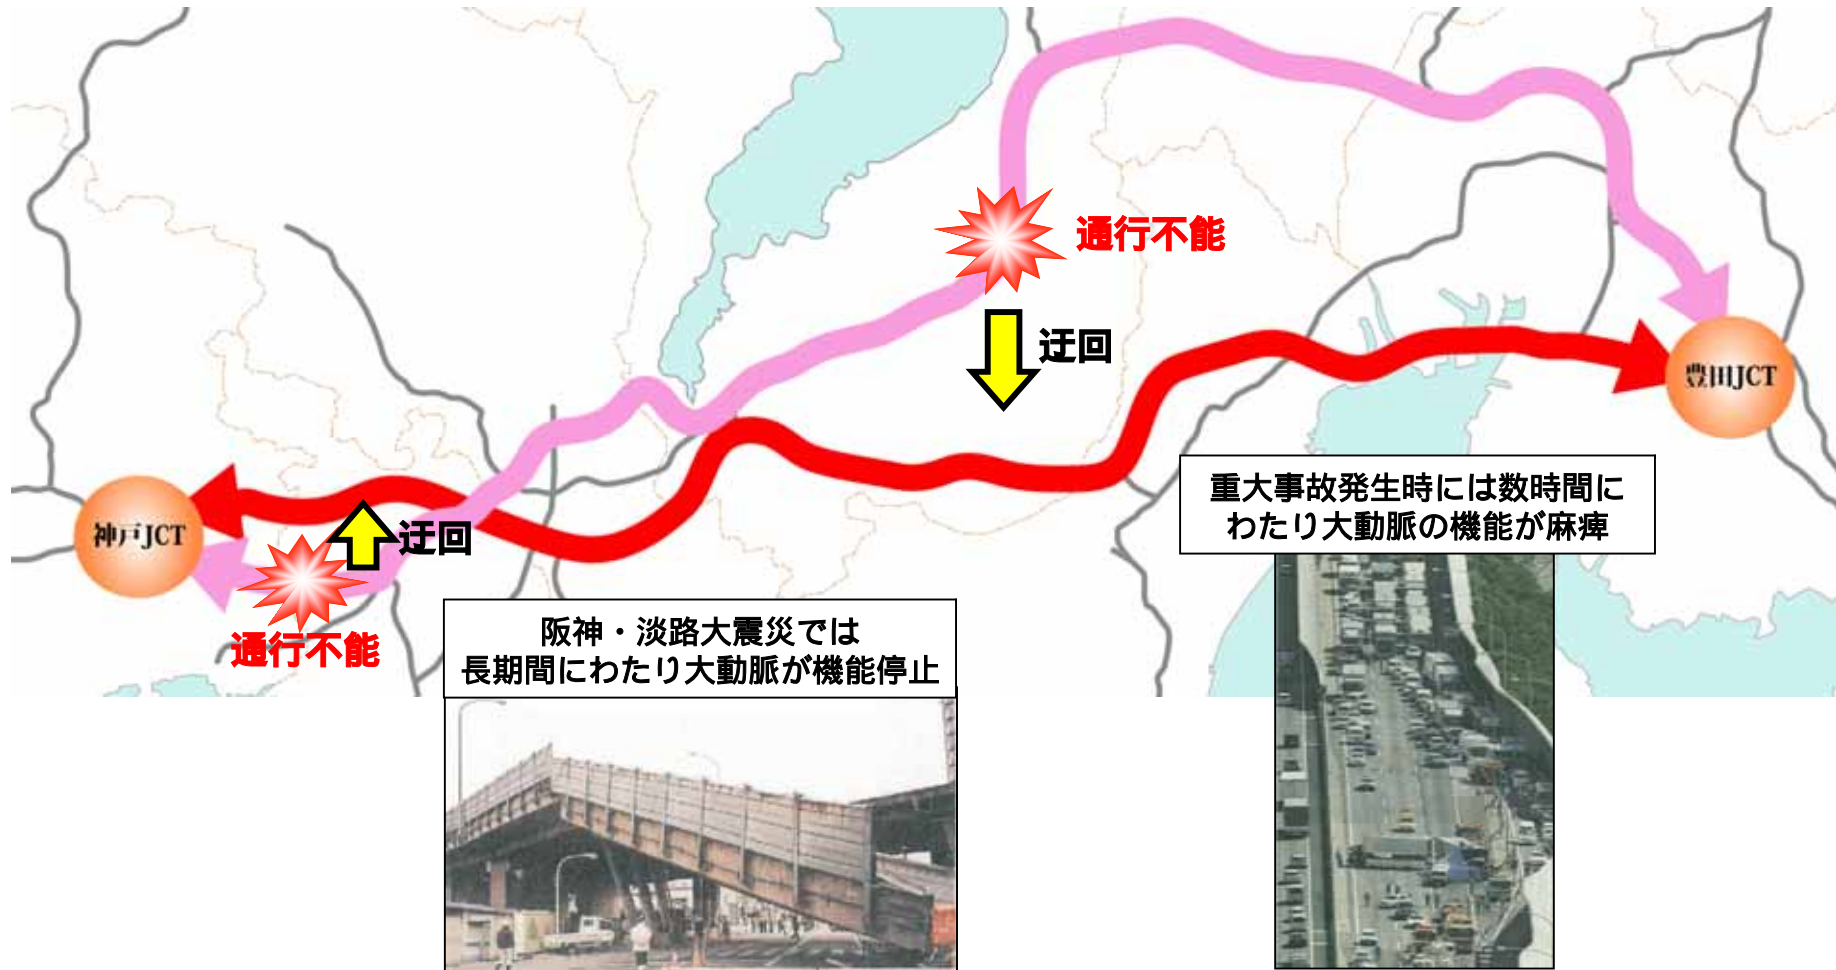 通行不能
迂回
豊田JCT
重大事故発生時には数時間に
わたり大動脈の機能が麻痺
神戸JCT
迂回
通行不能
阪神・淡路大震災では
長期間にわたり大動脈が機能停止